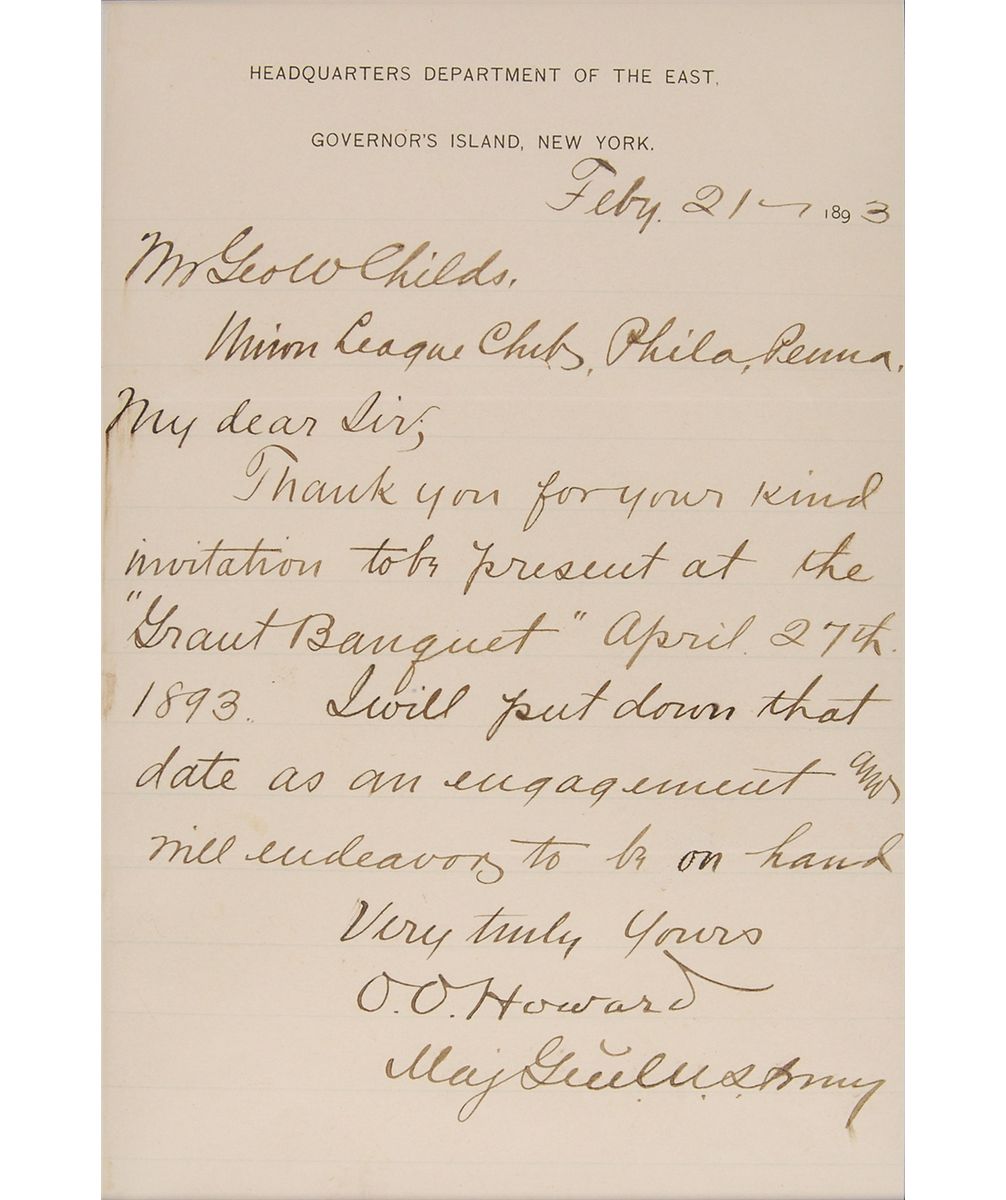 HEADQUARTERS DEPARTMENT OF THE EAST,
GOVERNOR'S ISLAND, NEW YORK.
Feby. 21 1893
Mr Geo W Childs.
Union League Club, Phila, Penna.
My dear Sir;
Thank you for your kind
invitation to be present at the
"Grant Banquet" April. 27th.
1893. I will put down that
date as an engagement and
will endeavor to be on hand
Very truly Yours
O.O. Howard
Maj Genl U.S. Army